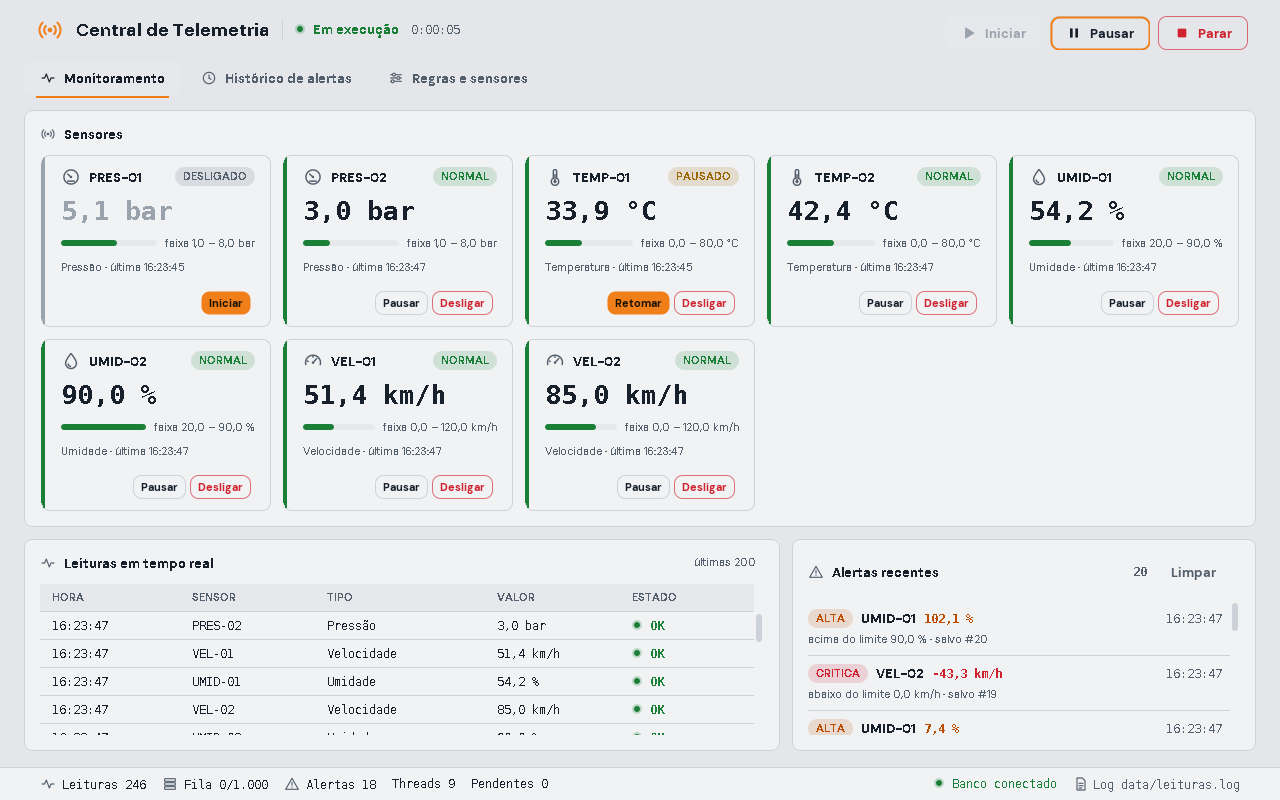 Central de Telemetria
Em execução 0:00:05
Iniciar Pausar Parar
Monitoramento Histórico de alertas Regras e sensores
Sensores
PRES-01 DESLIGADO
5,1 bar
faixa 1,0 – 8,0 bar
Pressão · última 16:23:45
Iniciar
PRES-02 NORMAL
3,0 bar
faixa 1,0 – 8,0 bar
Pressão · última 16:23:47
Pausar Desligar
TEMP-01 PAUSADO
33,9 °C
faixa 0,0 – 80,0 °C
Temperatura · última 16:23:45
Retomar Desligar
TEMP-02 NORMAL
42,4 °C
faixa 0,0 – 80,0 °C
Temperatura · última 16:23:47
Pausar Desligar
UMID-01 NORMAL
54,2 %
faixa 20,0 – 90,0 %
Umidade · última 16:23:47
Pausar Desligar
UMID-02 NORMAL
90,0 %
faixa 20,0 – 90,0 %
Umidade · última 16:23:47
Pausar Desligar
VEL-01 NORMAL
51,4 km/h
faixa 0,0 – 120,0 km/h
Velocidade · última 16:23:47
Pausar Desligar
VEL-02 NORMAL
85,0 km/h
faixa 0,0 – 120,0 km/h
Velocidade · última 16:23:47
Pausar Desligar
Leituras em tempo real últimas 200
HORA SENSOR TIPO VALOR ESTADO
16:23:47 PRES-02 Pressão 3,0 bar OK
16:23:47 VEL-01 Velocidade 51,4 km/h OK
16:23:47 UMID-01 Umidade 54,2 % OK
16:23:47 VEL-02 Velocidade 85,0 km/h OK
Alertas recentes 20 Limpar
ALTA UMID-01 102,1 % 16:23:47
acima do limite 90,0 % · salvo #20
CRITICA VEL-02 -43,3 km/h 16:23:47
abaixo do limite 0,0 km/h · salvo #19
ALTA UMID-01 7,4 % 16:23:47
Leituras 246 Fila 0/1.000 Alertas 18 Threads 9 Pendentes 0
Banco conectado Log data/leituras.log